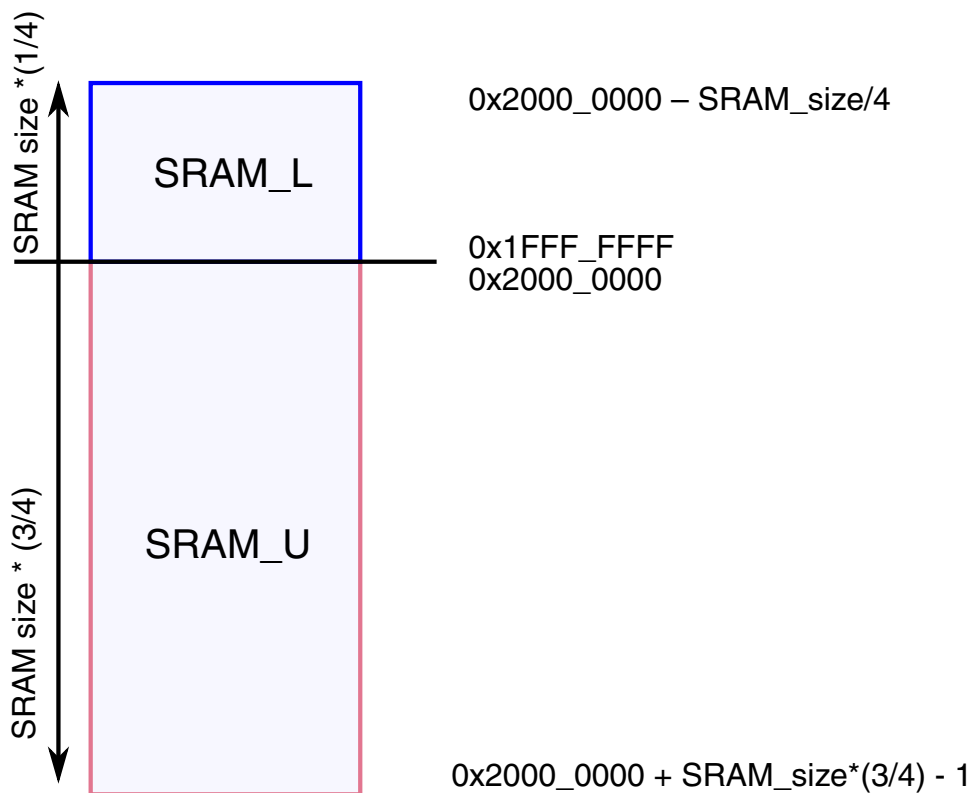 SRAM size *(1/4)
0x2000_0000 – SRAM_size/4
SRAM_L
0x1FFF_FFFF
0x2000_0000
SRAM size * (3/4)
SRAM_U
0x2000_0000 + SRAM_size*(3/4) - 1